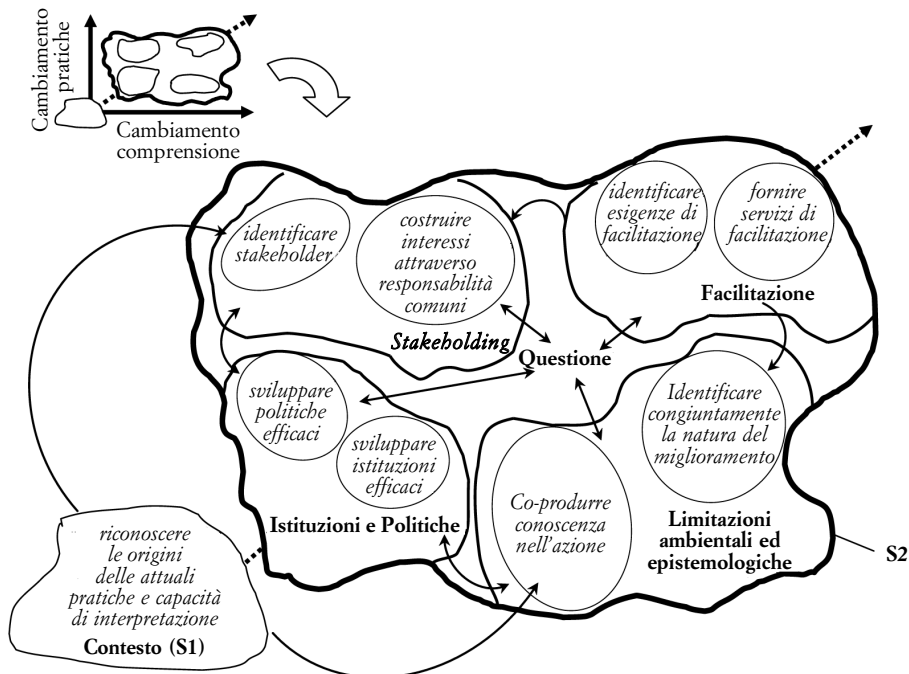 Cambiamento
pratiche
Cambiamento
comprensione
identificare
stakeholder
costruire
interessi
attraverso
responsabilità
comuni
Stakeholding
identificare
esigenze di
facilitazione
fornire
servizi di
facilitazione
Facilitazione
Questione
sviluppare
politiche
efficaci
sviluppare
istituzioni
efficaci
Istituzioni e Politiche
Identificare
congiuntamente
la natura del
miglioramento
Co-produrre
conoscenza
nell'azione
Limitazioni
ambientali ed
epistemologiche
S2
riconoscere
le origini
delle attuali
pratiche e capacità
di interpretazione
Contesto (S1)